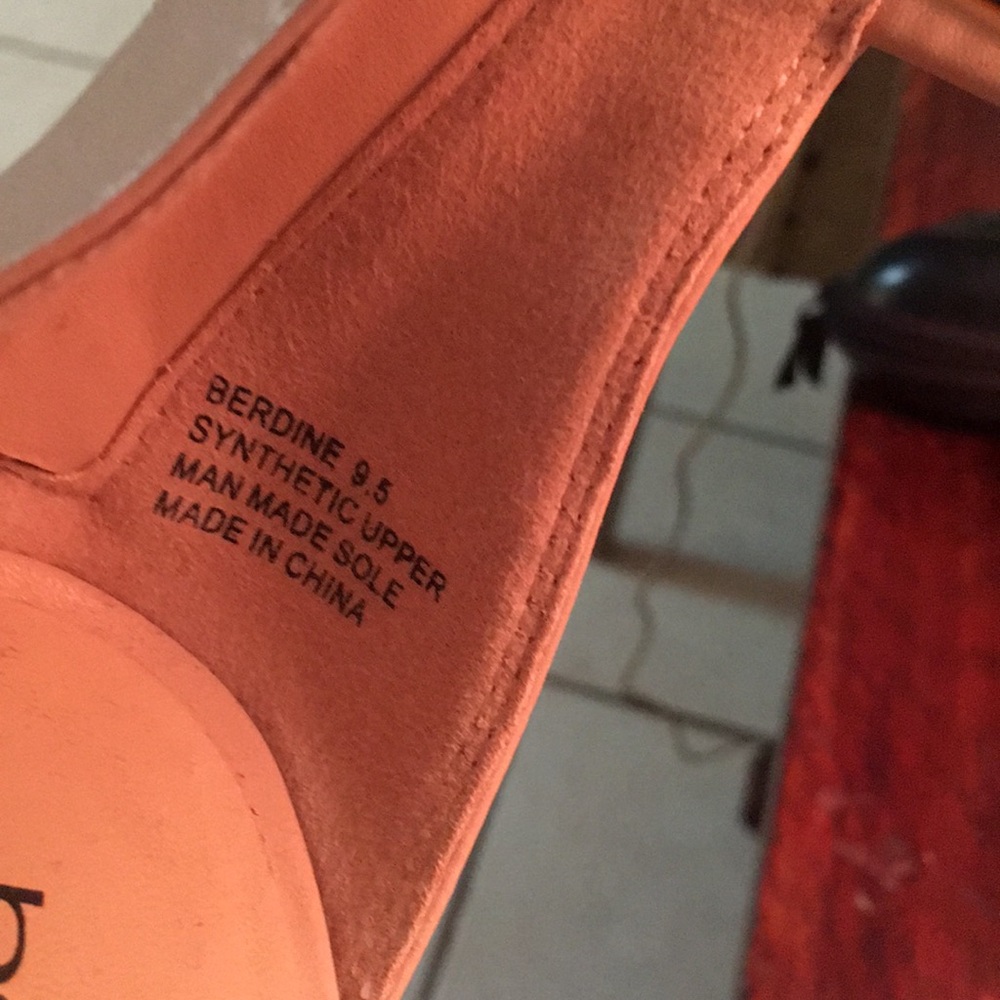 BERDINE 9.5
SYNTHETIC UPPER
MAN MADE SOLE
MADE IN CHINA